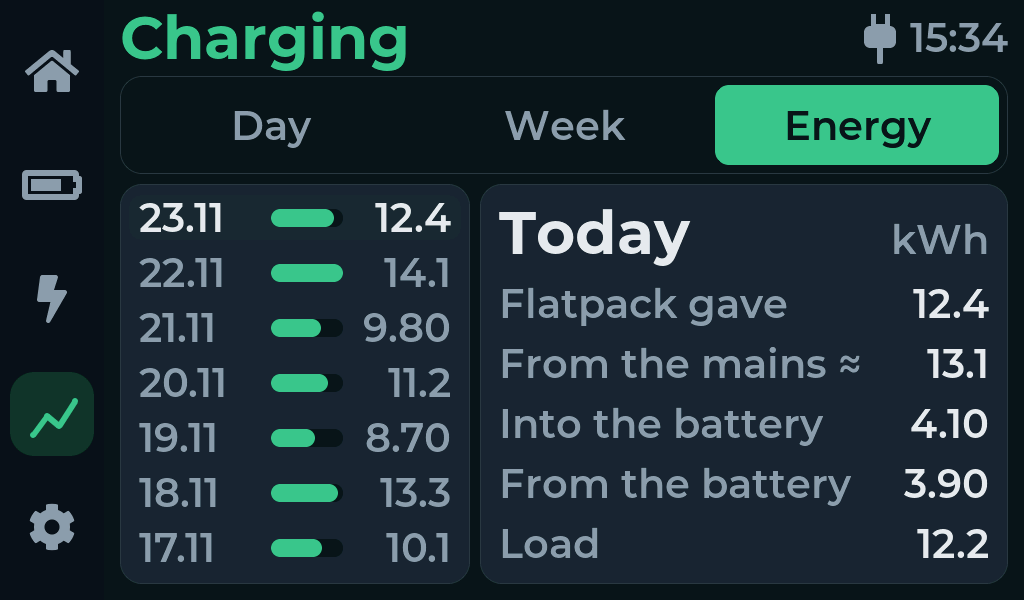 Charging
15:34
Day Week Energy
23.11 12.4
22.11 14.1
21.11 9.80
20.11 11.2
19.11 8.70
18.11 13.3
17.11 10.1
Today kWh
Flatpack gave 12.4
From the mains ≈ 13.1
Into the battery 4.10
From the battery 3.90
Load 12.2